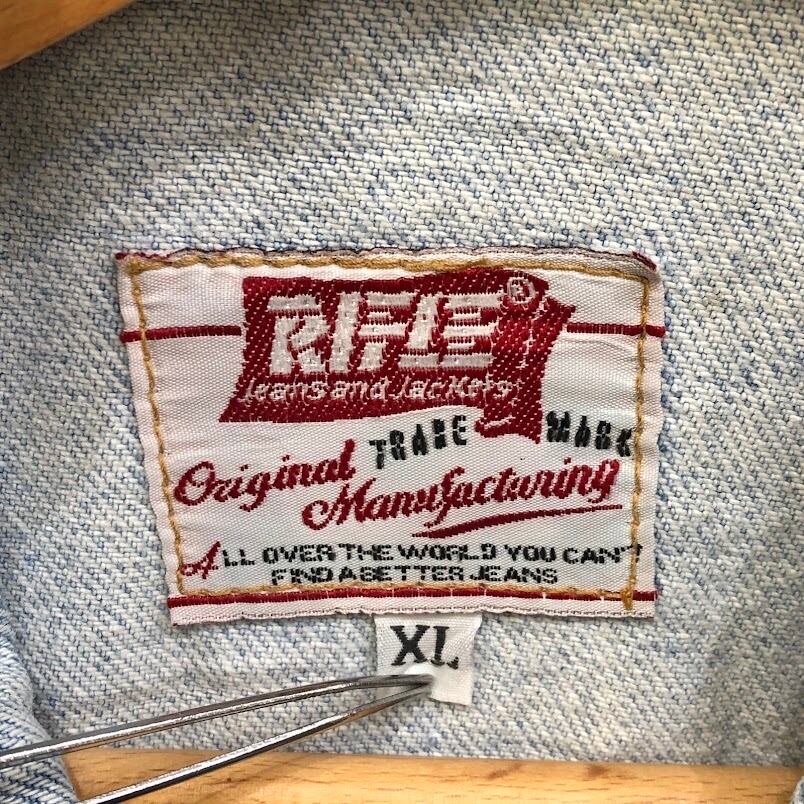 RIFLE®
Jeans and Jackets
TRADE MARK
Original
Manufacturing
ALL OVER THE WORLD YOU CAN'T
FIND A BETTER JEANS
XL